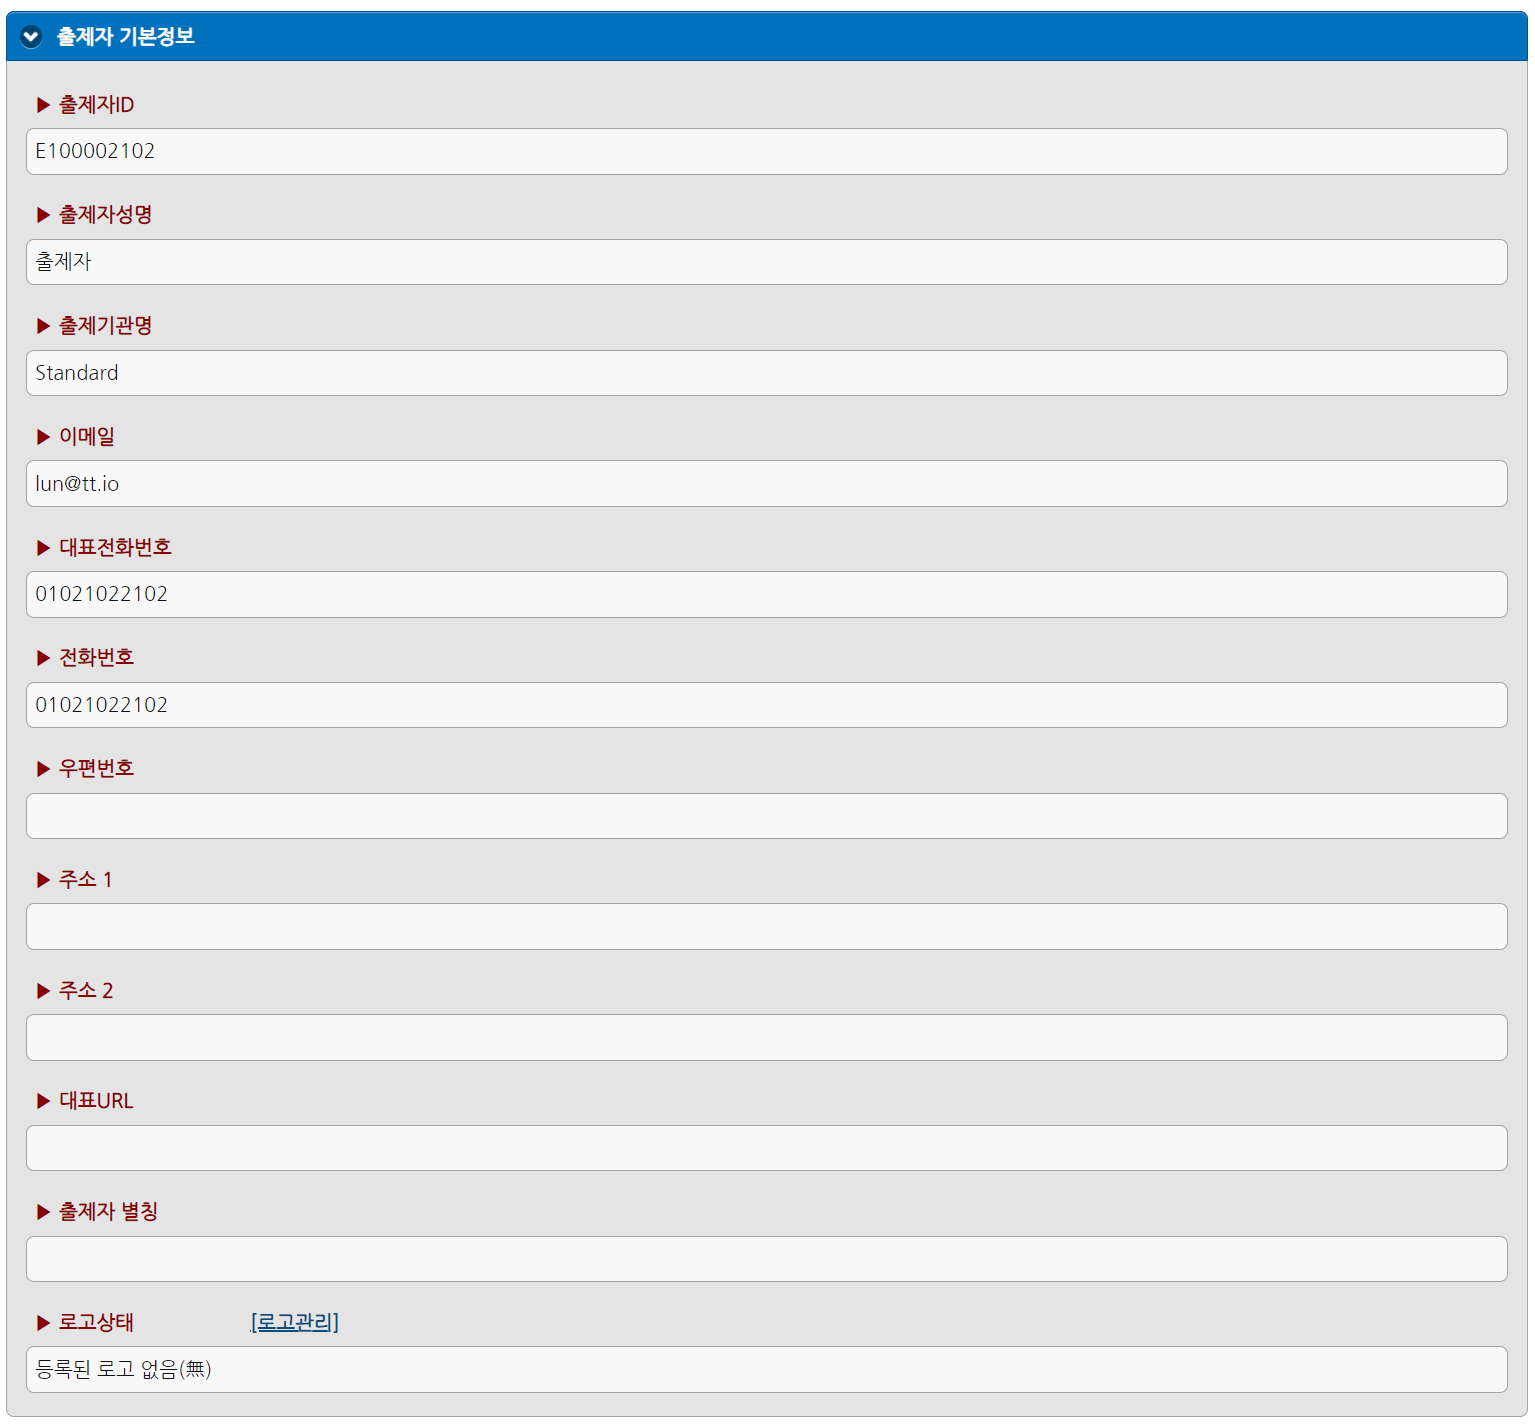 출제자 기본정보
▶ 출제자ID
E100002102
▶ 출제자성명
출제자
▶ 출제기관명
Standard
▶ 이메일
lun@tt.io
▶ 대표전화번호
01021022102
▶ 전화번호
01021022102
▶ 우편번호
▶ 주소 1
▶ 주소 2
▶ 대표URL
▶ 출제자 별칭
▶ 로고상태 [로고관리]
등록된 로고 없음(無)